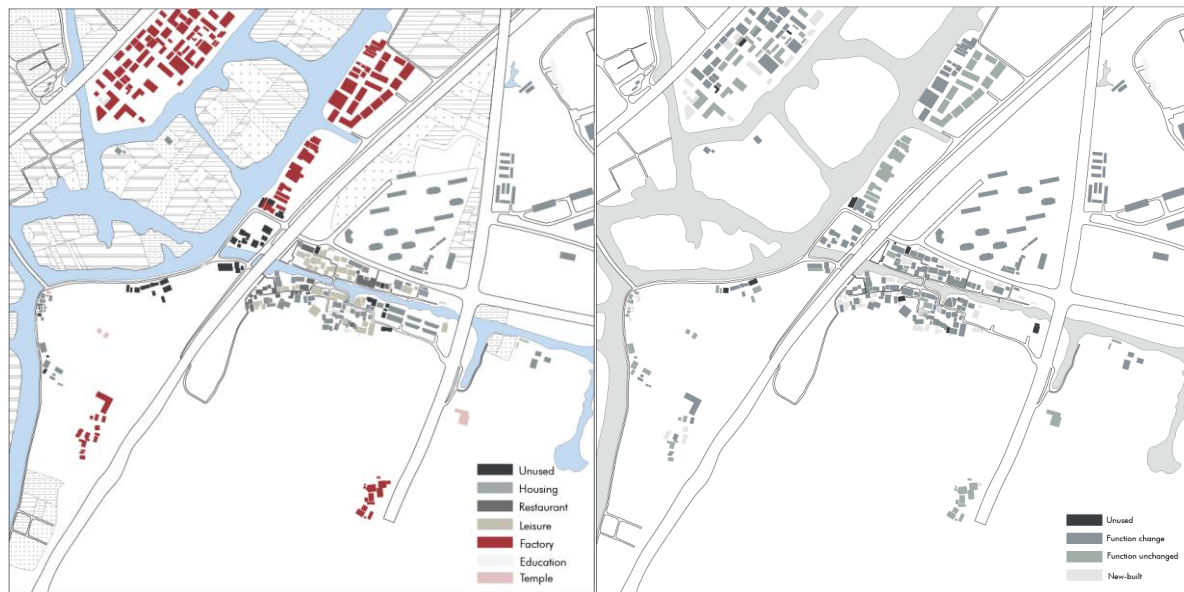 Unused
Housing
Restaurant
Leisure
Factory
Education
Temple
Unused
Function change
Function unchanged
New-built